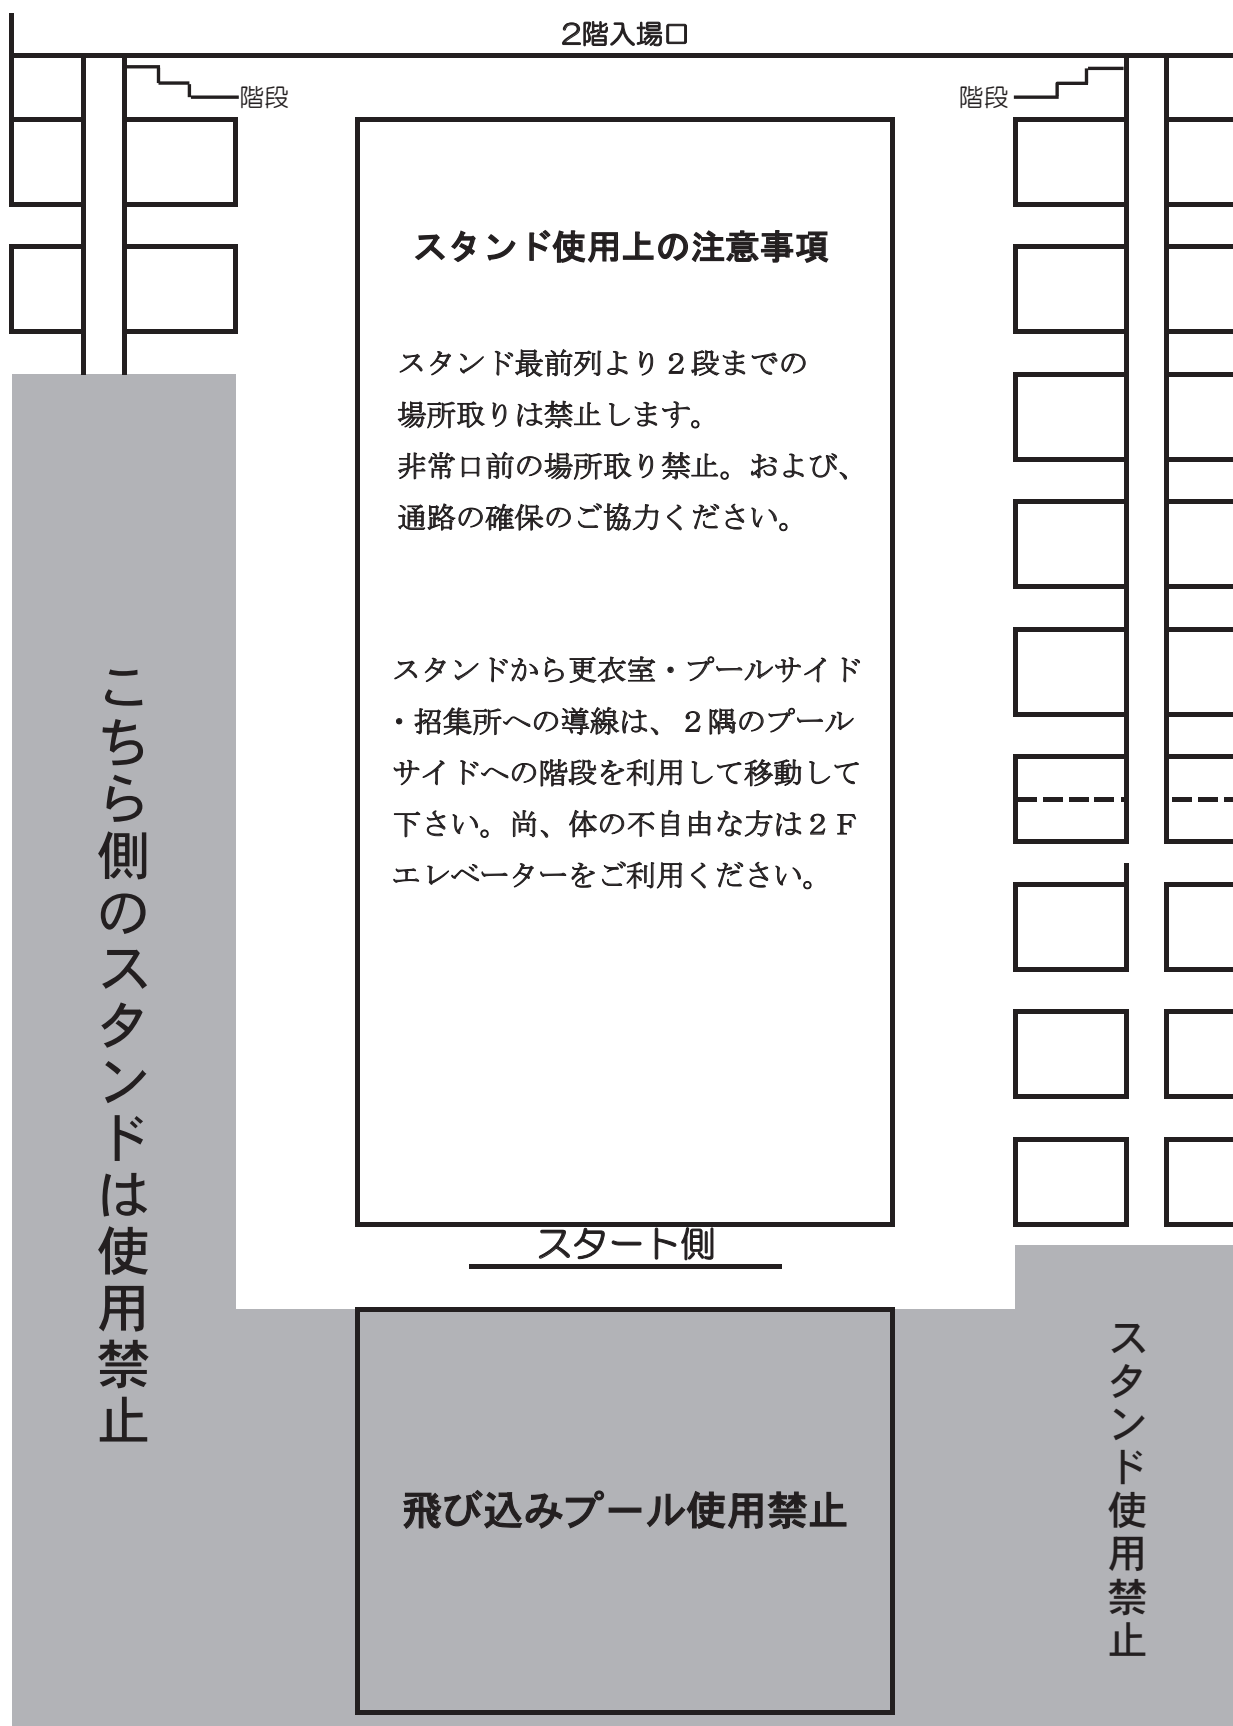 2階入場口
階段
階段
スタンド使用上の注意事項
スタンド最前列より２段までの
場所取りは禁止します。
非常口前の場所取り禁止。および、
通路の確保のご協力ください。
スタンドから更衣室・プールサイド
・招集所への導線は、２隅のプール
サイドへの階段を利用して移動して
下さい。尚、体の不自由な方は２Ｆ
エレベーターをご利用ください。
こちら側のスタンドは使用禁止
スタート側
飛び込みプール使用禁止
スタンド使用禁止